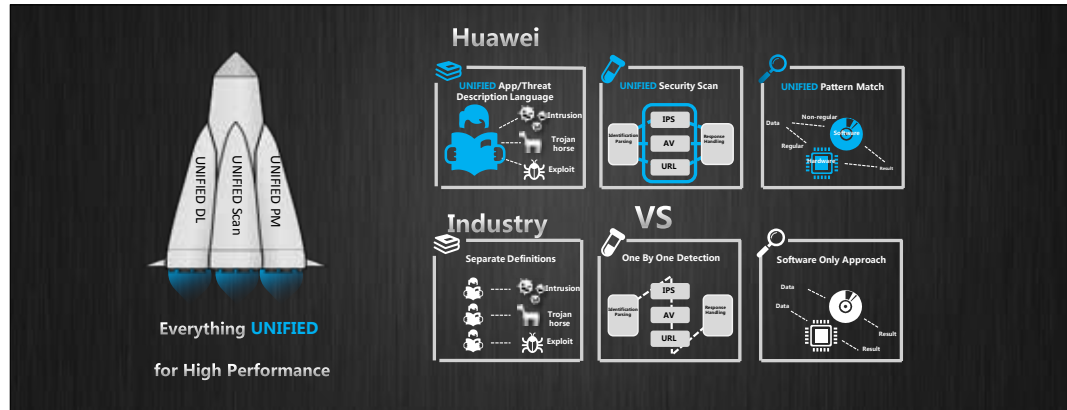 Huawei
UNIFIED App/Threat
Description Language
Intrusion
Trojan
horse
Exploit
UNIFIED Security Scan
Identification
Parsing
IPS
AV
URL
Response
Handling
UNIFIED Pattern Match
Data
Non-regular
Software
Regular
Hardware
Result
UNIFIED DL
UNIFIED Scan
UNIFIED PM
Everything UNIFIED
for High Performance
Industry
VS
Separate Definitions
Intrusion
Trojan
horse
Exploit
One By One Detection
Identification
Parsing
IPS
AV
URL
Response
Handling
Software Only Approach
Data
Data
Result
Result